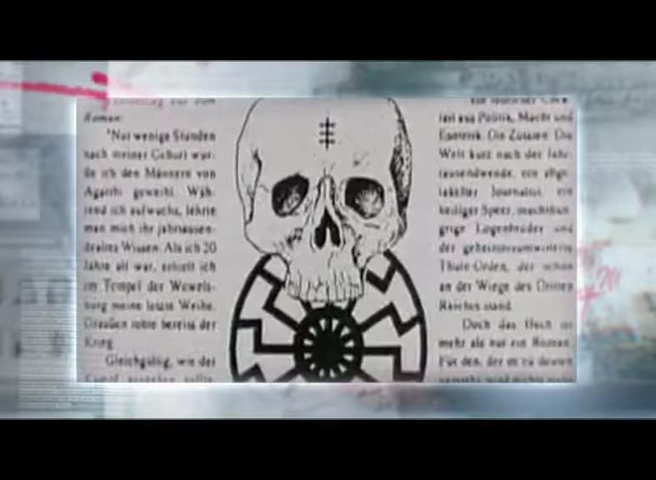 Roman:
"Nur wenige Stunden
nach meiner Geburt wur-
de ich den Männern von
Agarthi geweiht. Wäh-
rend ich aufwuchs, lehrte
man mich ihr jahrtausen-
dealtes Wissen. Als ich 20
Jahre alt war, erhielt ich
im Tempel der Wewels-
burg meine letzte Weihe.
Draußen tobte bereits der
Krieg.
Gleichgültig, wie der
Ein
aus Politik, Macht und
Esoterik. Die Zutaten: Die
Welt kurz nach der Jahr-
tausendwende, ein abge-
takelter Journalist, ein
heiliger Speer, machthun-
grige Logenbrüder und
der geheimnisumwitterte
Thule-Orden, der schon
an der Wiege des Dritten
Reiches stand.
Doch das Buch ist
mehr als nur ein Roman.
Für den, der es zu deuten